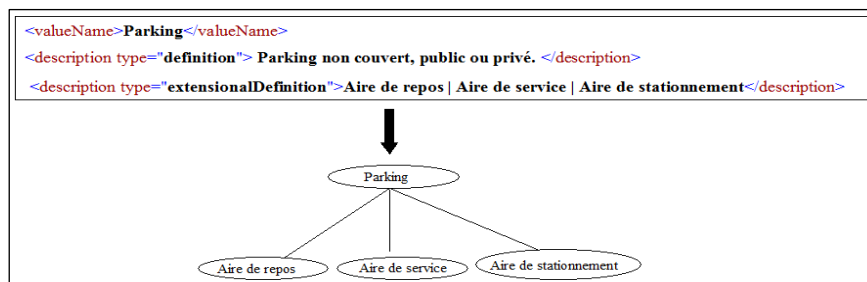 <valueName>Parking</valueName>
<description type="definition"> Parking non couvert, public ou privé. </description>
<description type="extensionalDefinition">Aire de repos | Aire de service | Aire de stationnement</description>
Parking
Aire de repos
Aire de service
Aire de stationnement